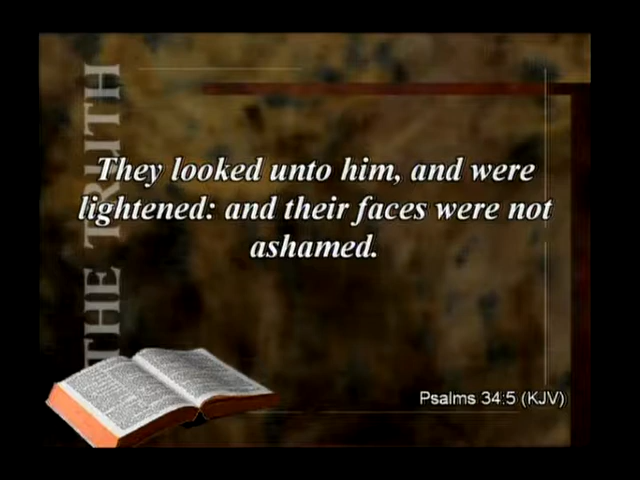 THE TRUTH
They looked unto him, and were
lightened: and their faces were not
ashamed.
Psalms 34:5 (KJV)